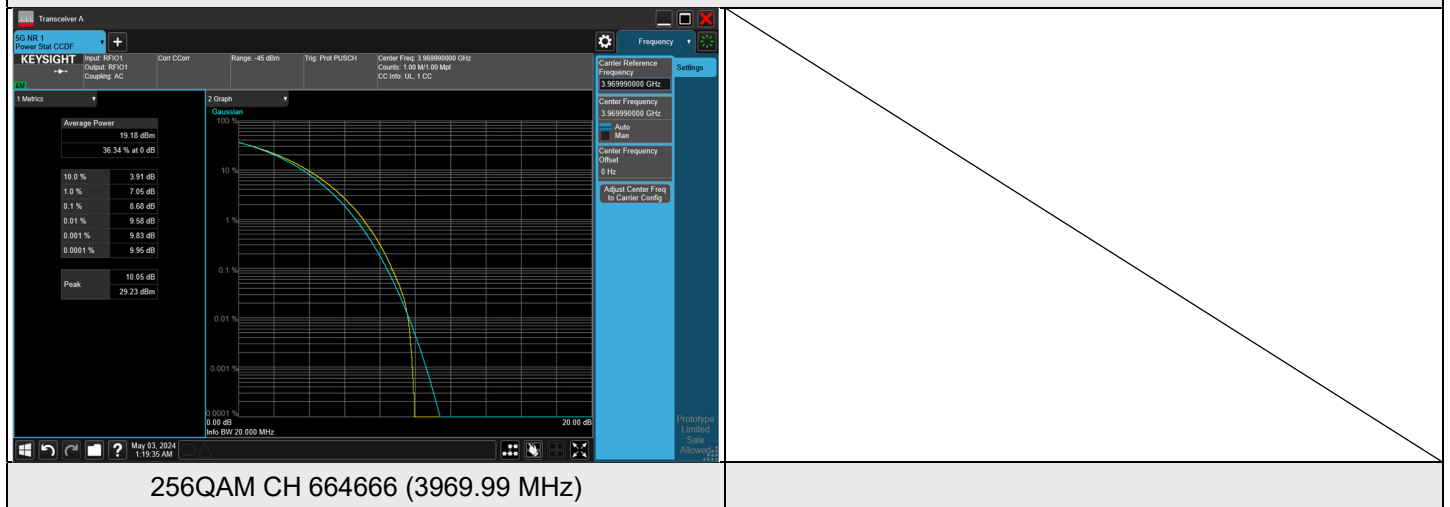 Transceiver A
5G NR 1
Power Stat CCDF
Frequency
KEYSIGHT
Input: RFIO1
Output: RFIO1
Coupling: AC
Corr CCorr
Range: -45 dBm
Trig: Prot PUSCH
Center Freq: 3.969990000 GHz
Counts: 1.00 M/1.00 Mpt
CC Info: UL, 1 CC
1 Metrics
Average Power
19.18 dBm
36.34 % at 0 dB
10.0 % 3.91 dB
1.0 % 7.05 dB
0.1 % 8.68 dB
0.01 % 9.58 dB
0.001 % 9.83 dB
0.0001 % 9.95 dB
Peak
10.05 dB
29.23 dBm
2 Graph
Gaussian
100 %
10 %
1 %
0.1 %
0.01 %
0.001 %
0.0001 %
0.00 dB 20.00 dB
Info BW 20.000 MHz
Carrier Reference
Frequency
3.969990000 GHz
Center Frequency
3.969990000 GHz
Auto
Man
Center Frequency
Offset
0 Hz
Adjust Center Freq
to Carrier Config
Settings
Prototype
Limited
Sale
Allowed
?
May 03, 2024
1:19:35 AM
256QAM CH 664666 (3969.99 MHz)